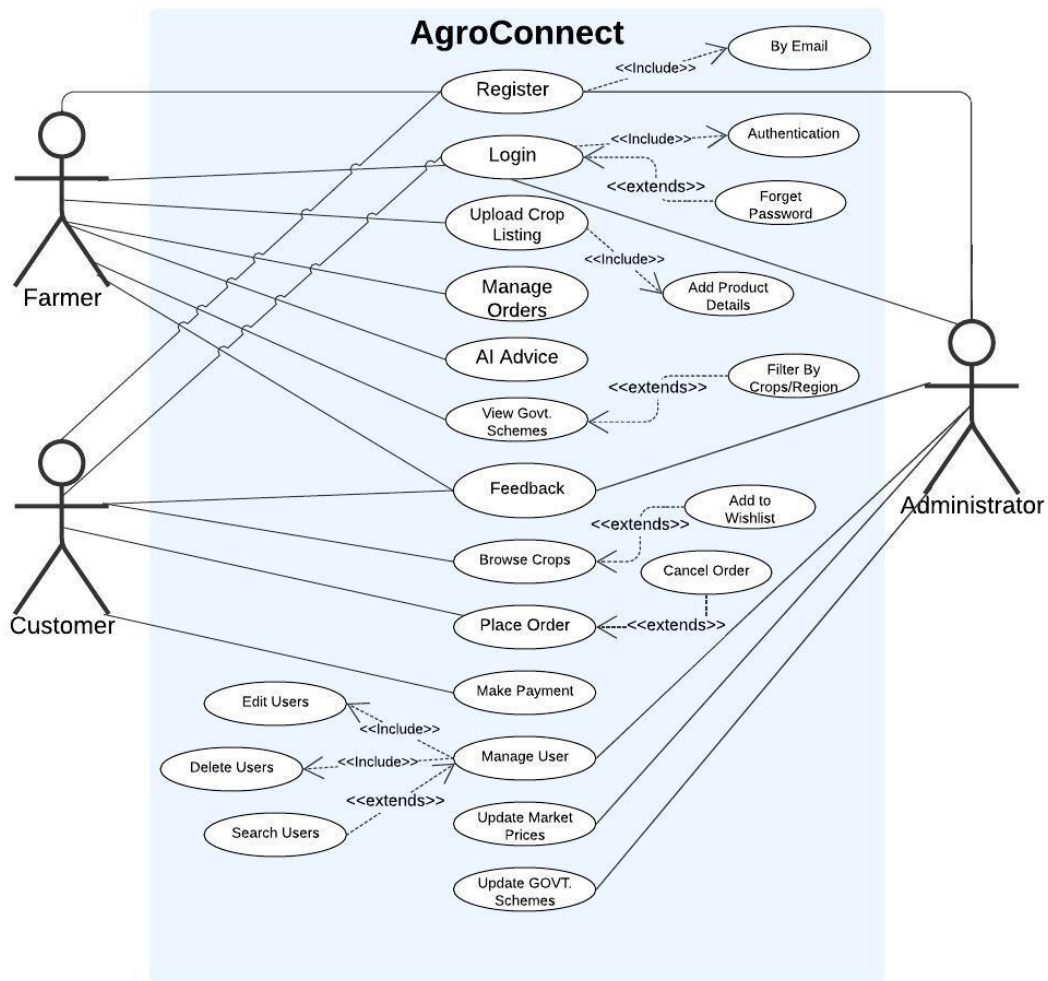 AgroConnect
By Email
<<Include>>
Register
<<Include>>
Authentication
Login
<<extends>>
Forget
Password
Upload Crop
Listing
<<Include>>
Farmer
Manage
Orders
Add Product
Details
AI Advice
Filter By
Crops/Region
<<extends>>
View Govt.
Schemes
Feedback
Add to
Wishlist
Administrator
<<extends>>
Browse Crops
Cancel Order
Customer
Place Order
<<extends>>
Make Payment
Edit Users
<<Include>>
Manage User
Delete Users
<<Include>>
<<extends>>
Search Users
Update Market
Prices
Update GOVT.
Schemes